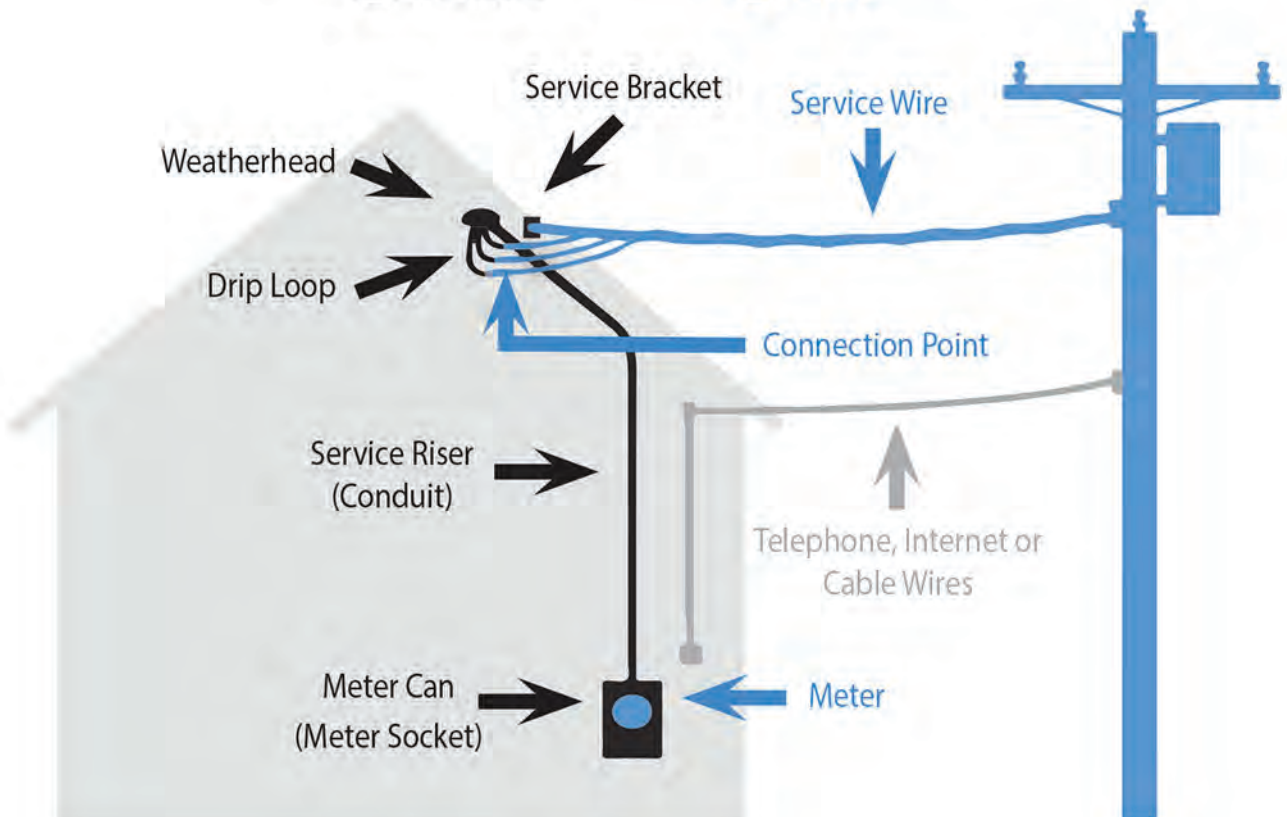 Service Bracket
Service Wire
Weatherhead
Drip Loop
Connection Point
Service Riser
(Conduit)
Telephone, Internet or
Cable Wires
Meter Can
(Meter Socket)
Meter